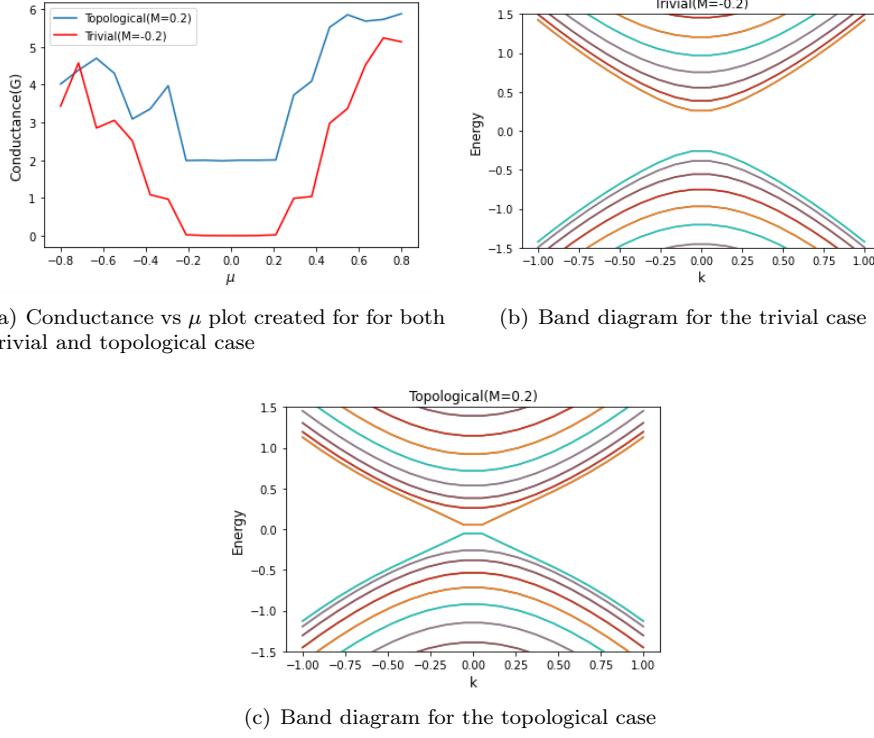 Topological(M=0.2)
Trivial(M=-0.2)
Conductance(G)
6
5
4
3
2
1
0
−0.8 −0.6 −0.4 −0.2 0.0 0.2 0.4 0.6 0.8
μ
Trivial(M=-0.2)
Energy
1.5
1.0
0.5
0.0
−0.5
−1.0
−1.5
−1.00 −0.75 −0.50 −0.25 0.00 0.25 0.50 0.75 1.00
k
a) Conductance vs μ plot created for for both
rivial and topological case
(b) Band diagram for the trivial case
Topological(M=0.2)
Energy
1.5
1.0
0.5
0.0
−0.5
−1.0
−1.5
−1.00 −0.75 −0.50 −0.25 0.00 0.25 0.50 0.75 1.00
k
(c) Band diagram for the topological case